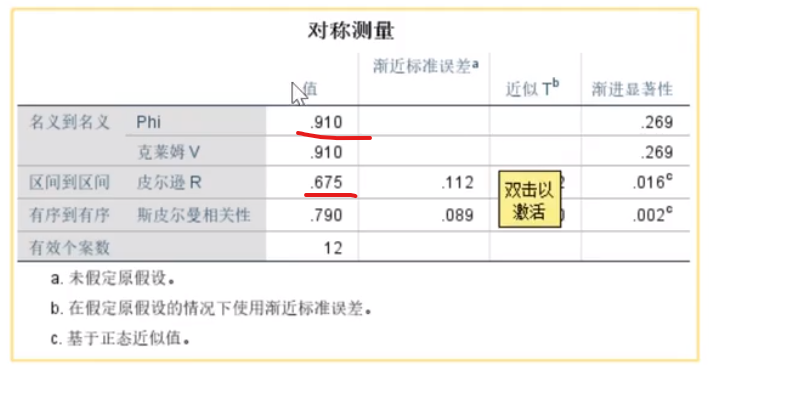 对称测量
值 渐近标准误差a 近似 Tb 渐进显著性
名义到名义 Phi .910 .269
克莱姆 V .910 .269
区间到区间 皮尔逊 R .675 .112 .016c
有序到有序 斯皮尔曼相关性 .790 .089 .002c
有效个案数 12
双击以
激活
a. 未假定原假设。
b. 在假定原假设的情况下使用渐近标准误差。
c. 基于正态近似值。